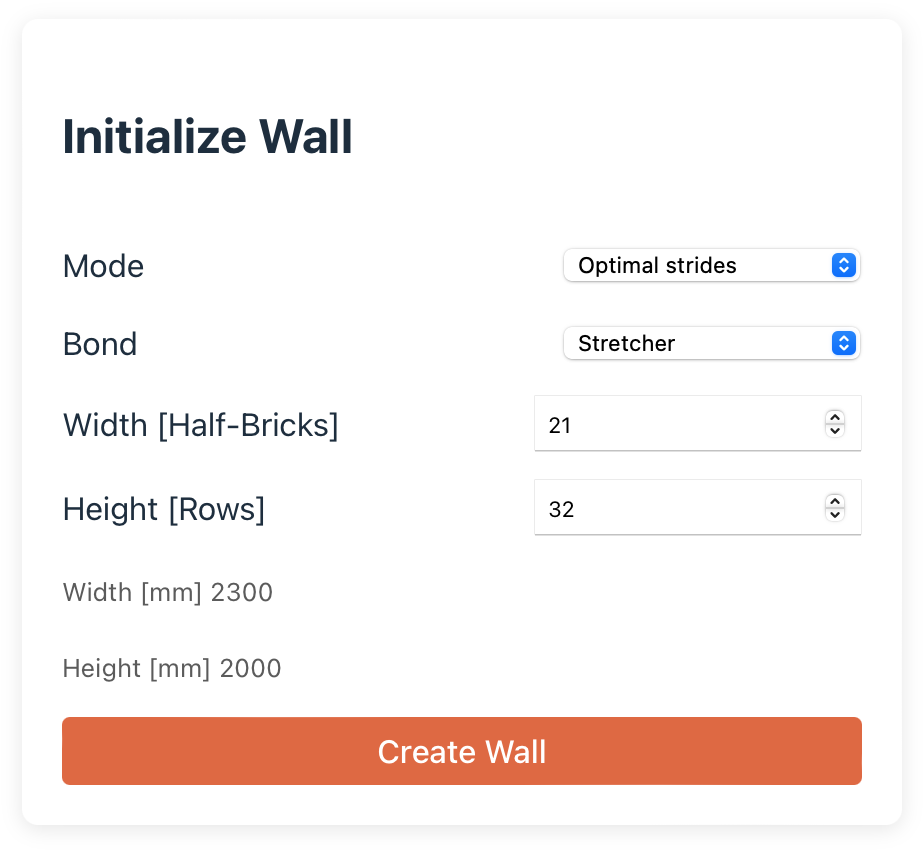 Initialize Wall
Mode Optimal strides
Bond Stretcher
Width [Half-Bricks] 21
Height [Rows] 32
Width [mm] 2300
Height [mm] 2000
Create Wall